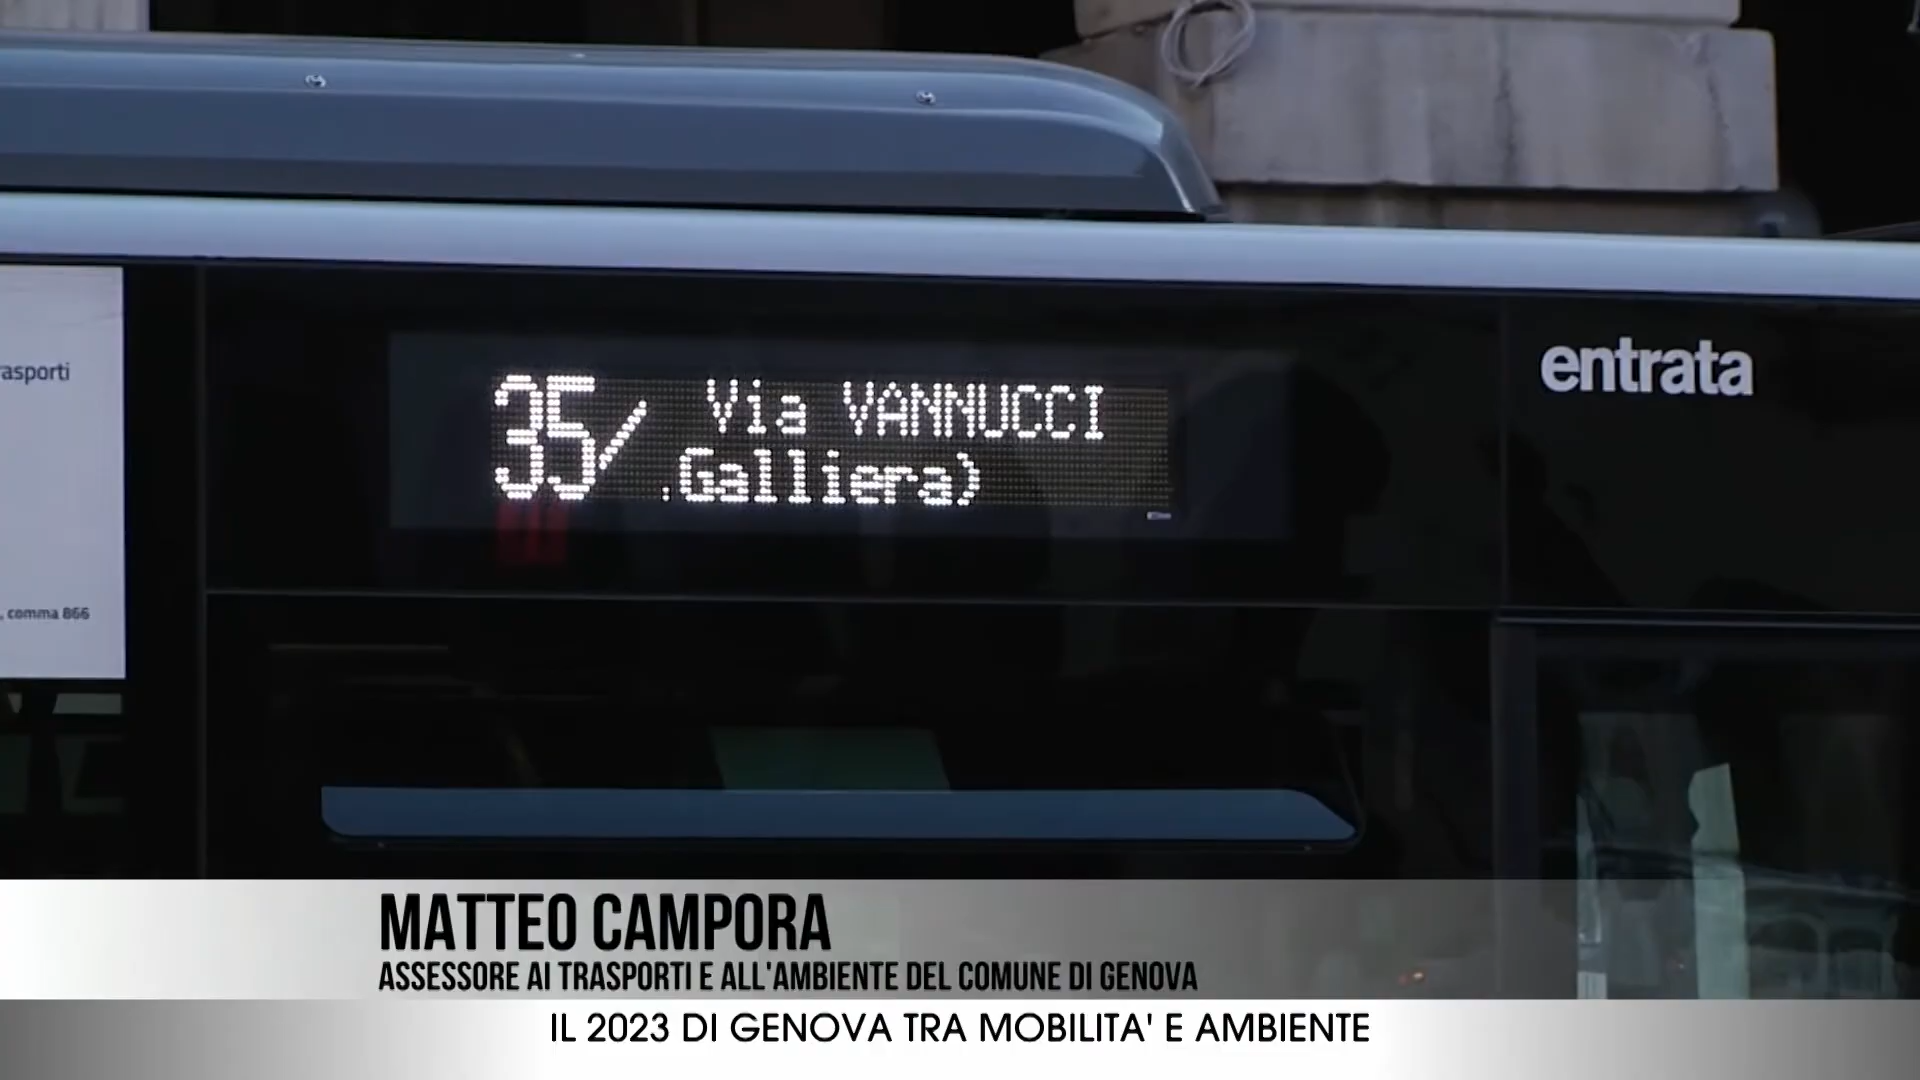 entrata
asporti
35/ Via VANNUCCI
.Galliera)
, comma 866
MATTEO CAMPORA
ASSESSORE AI TRASPORTI E ALL'AMBIENTE DEL COMUNE DI GENOVA
IL 2023 DI GENOVA TRA MOBILITA' E AMBIENTE